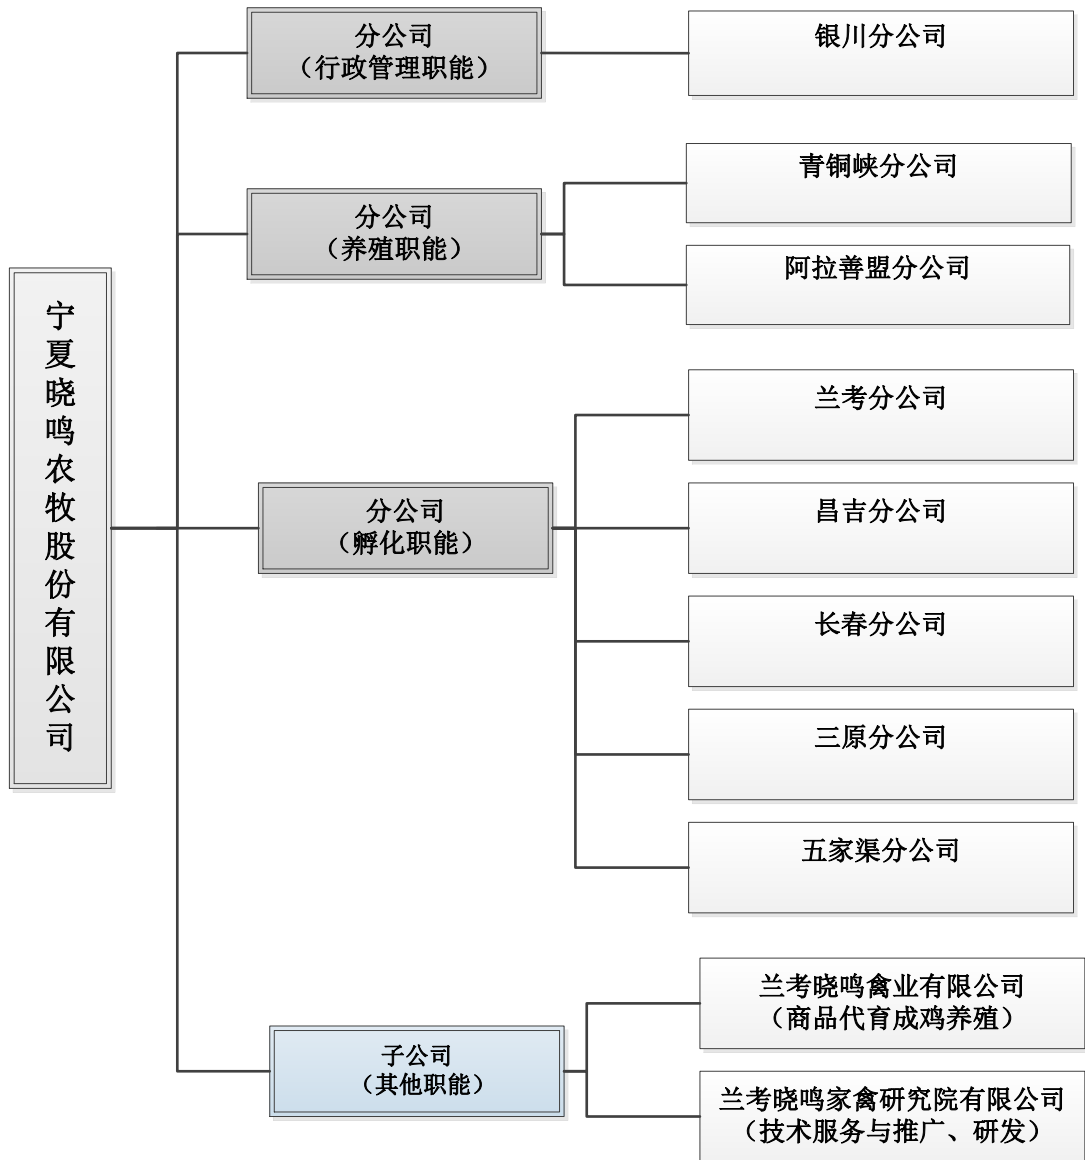 宁夏晓鸣农牧股份有限公司
分公司
（行政管理职能）
银川分公司
分公司
（养殖职能）
青铜峡分公司
阿拉善盟分公司
分公司
（孵化职能）
兰考分公司
昌吉分公司
长春分公司
三原分公司
五家渠分公司
子公司
（其他职能）
兰考晓鸣禽业有限公司
（商品代育成鸡养殖）
兰考晓鸣家禽研究院有限公司
（技术服务与推广、研发）